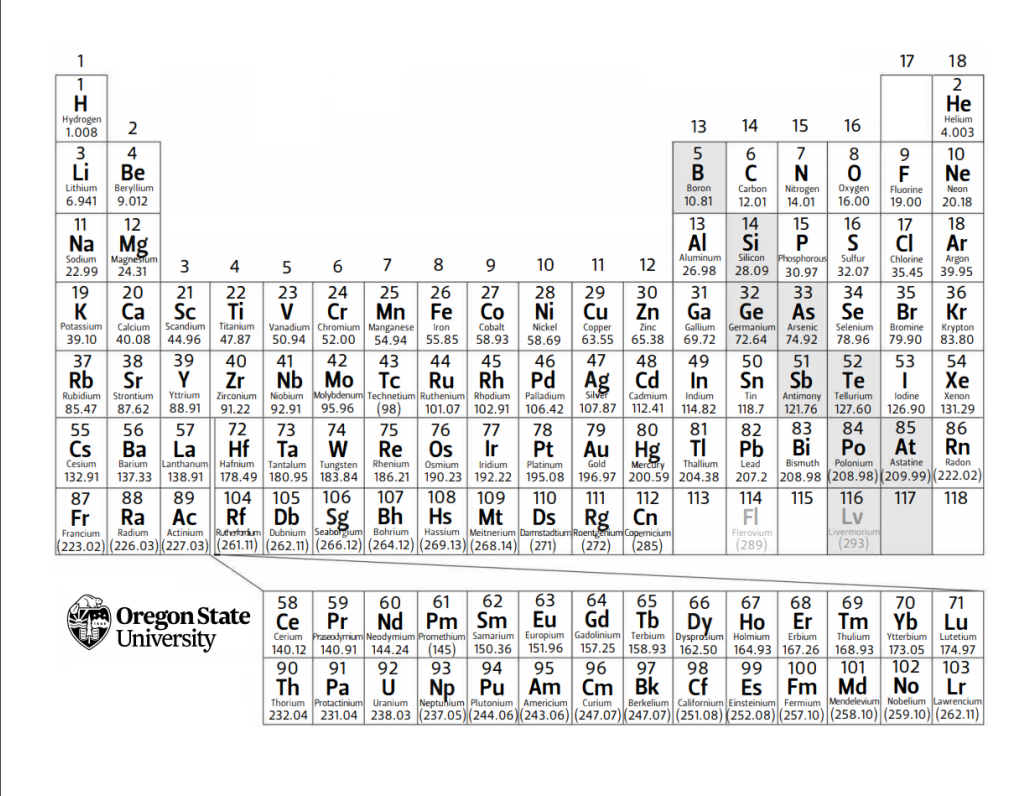 1 17 18
1 2
H He
Hydrogen Helium
1.008 2 13 14 15 16 4.003
3 4 5 6 7 8 9 10
Li Be B C N O F Ne
Lithium Beryllium Boron Carbon Nitrogen Oxygen Fluorine Neon
6.941 9.012 10.81 12.01 14.01 16.00 19.00 20.18
11 12 13 14 15 16 17 18
Na Mg Al Si P S Cl Ar
Sodium Magnesium Aluminum Silicon Phosphorous Sulfur Chlorine Argon
22.99 24.31 3 4 5 6 7 8 9 10 11 12 26.98 28.09 30.97 32.07 35.45 39.95
19 20 21 22 23 24 25 26 27 28 29 30 31 32 33 34 35 36
K Ca Sc Ti V Cr Mn Fe Co Ni Cu Zn Ga Ge As Se Br Kr
Potassium Calcium Scandium Titanium Vanadium Chromium Manganese Iron Cobalt Nickel Copper Zinc Gallium Germanium Arsenic Selenium Bromine Krypton
39.10 40.08 44.96 47.87 50.94 52.00 54.94 55.85 58.93 58.69 63.55 65.38 69.72 72.64 74.92 78.96 79.90 83.80
37 38 39 40 41 42 43 44 45 46 47 48 49 50 51 52 53 54
Rb Sr Y Zr Nb Mo Tc Ru Rh Pd Ag Cd In Sn Sb Te I Xe
Rubidium Strontium Yttrium Zirconium Niobium Molybdenum Technetium Ruthenium Rhodium Palladium Silver Cadmium Indium Tin Antimony Tellurium Iodine Xenon
85.47 87.62 88.91 91.22 92.91 95.96 (98) 101.07 102.91 106.42 107.87 112.41 114.82 118.7 121.76 127.60 126.90 131.29
55 56 57 72 73 74 75 76 77 78 79 80 81 82 83 84 85 86
Cs Ba La Hf Ta W Re Os Ir Pt Au Hg Tl Pb Bi Po At Rn
Cesium Barium Lanthanum Hafnium Tantalum Tungsten Rhenium Osmium Iridium Platinum Gold Mercury Thallium Lead Bismuth Polonium Astatine Radon
132.91 137.33 138.91 178.49 180.95 183.84 186.21 190.23 192.22 195.08 196.97 200.59 204.38 207.2 208.98 (208.98) (209.99) (222.02)
87 88 89 104 105 106 107 108 109 110 111 112 113 114 115 116 117 118
Fr Ra Ac Rf Db Sg Bh Hs Mt Ds Rg Cn Fl Lv
Francium Radium Actinium Rutherfordium Dubnium Seaborgium Bohrium Hassium Meitnerium Darmstadtium Roentgenium Copernicium Flerovium Livermorium
(223.02) (226.03) (227.03) (261.11) (262.11) (266.12) (264.12) (269.13) (268.14) (271) (272) (285) (289) (293)
Oregon State
University
58 59 60 61 62 63 64 65 66 67 68 69 70 71
Ce Pr Nd Pm Sm Eu Gd Tb Dy Ho Er Tm Yb Lu
Cerium Praseodymium Neodymium Promethium Samarium Europium Gadolinium Terbium Dysprosium Holmium Erbium Thulium Ytterbium Lutetium
140.12 140.91 144.24 (145) 150.36 151.96 157.25 158.93 162.50 164.93 167.26 168.93 173.05 174.97
90 91 92 93 94 95 96 97 98 99 100 101 102 103
Th Pa U Np Pu Am Cm Bk Cf Es Fm Md No Lr
Thorium Protactinium Uranium Neptunium Plutonium Americium Curium Berkelium Californium Einsteinium Fermium Mendelevium Nobelium Lawrencium
232.04 231.04 238.03 (237.05) (244.06) (243.06) (247.07) (247.07) (251.08) (252.08) (257.10) (258.10) (259.10) (262.11)